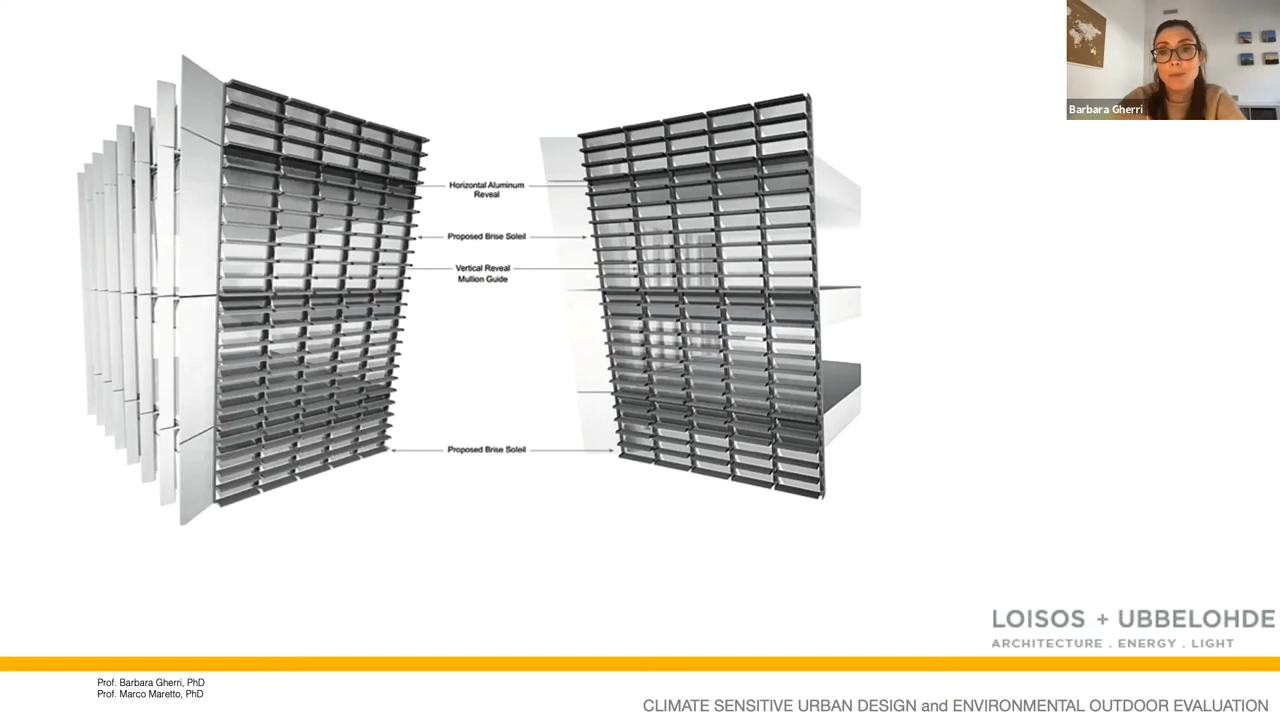 Barbara Gherri
Horizontal Aluminum
Reveal
Proposed Brise Soleil
Vertical Reveal
Mullion Guide
Proposed Brise Soleil
LOISOS + UBBELOHDE
ARCHITECTURE . ENERGY . LIGHT
Prof. Barbara Gherri, PhD
Prof. Marco Maretto, PhD
CLIMATE SENSITIVE URBAN DESIGN and ENVIRONMENTAL OUTDOOR EVALUATION